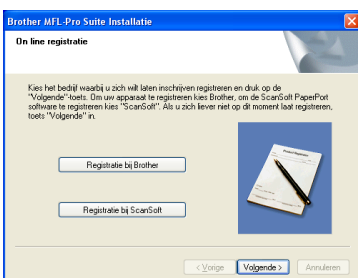 Brother MFL-Pro Suite Installatie
On line registratie
Kies het bedrijf waarbij u zich wilt laten inschrijven registreren en druk op de
"Volgende"-toets. Om uw apparaat te registreren kies Brother, om de ScanSoft PaperPort
software te registreren kies "ScanSoft". Als u zich liever niet op dit moment laat registreren,
toets "Volgende" in.
Registratie bij Brother
Registratie bij ScanSoft
< Vorige
Volgende >
Annuleren